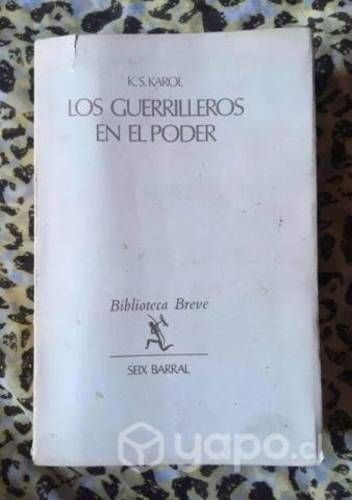 K.S.KAROL
LOS GUERRILLEROS
EN EL PODER
Biblioteca Breve
SEIX BARRAL
yapo.cl